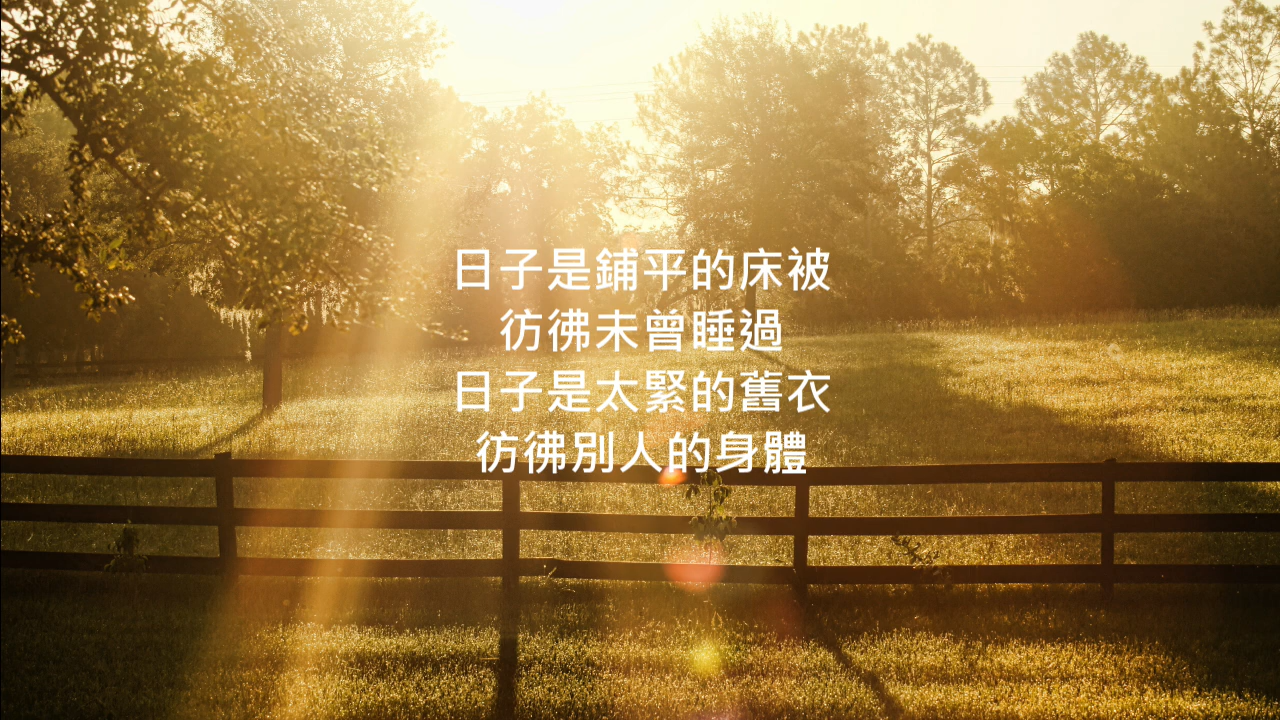 日子是鋪平的床被
彷彿未曾睡過
日子是太緊的舊衣
彷彿別人的身體